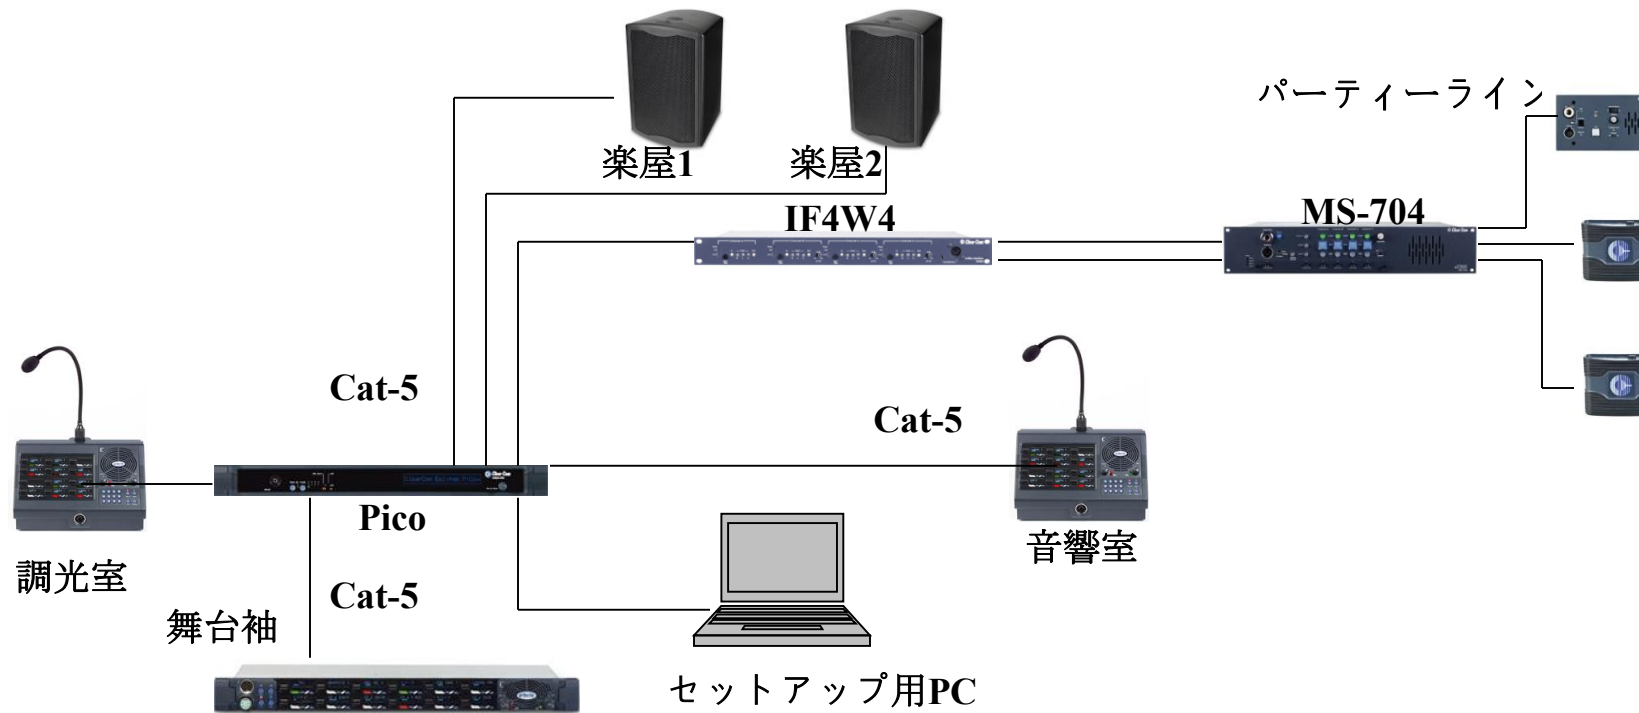 パーティーライン
楽屋1
楽屋2
IF4W4
MS-704
Cat-5
Cat-5
Pico
音響室
調光室
Cat-5
舞台袖
セットアップ用PC